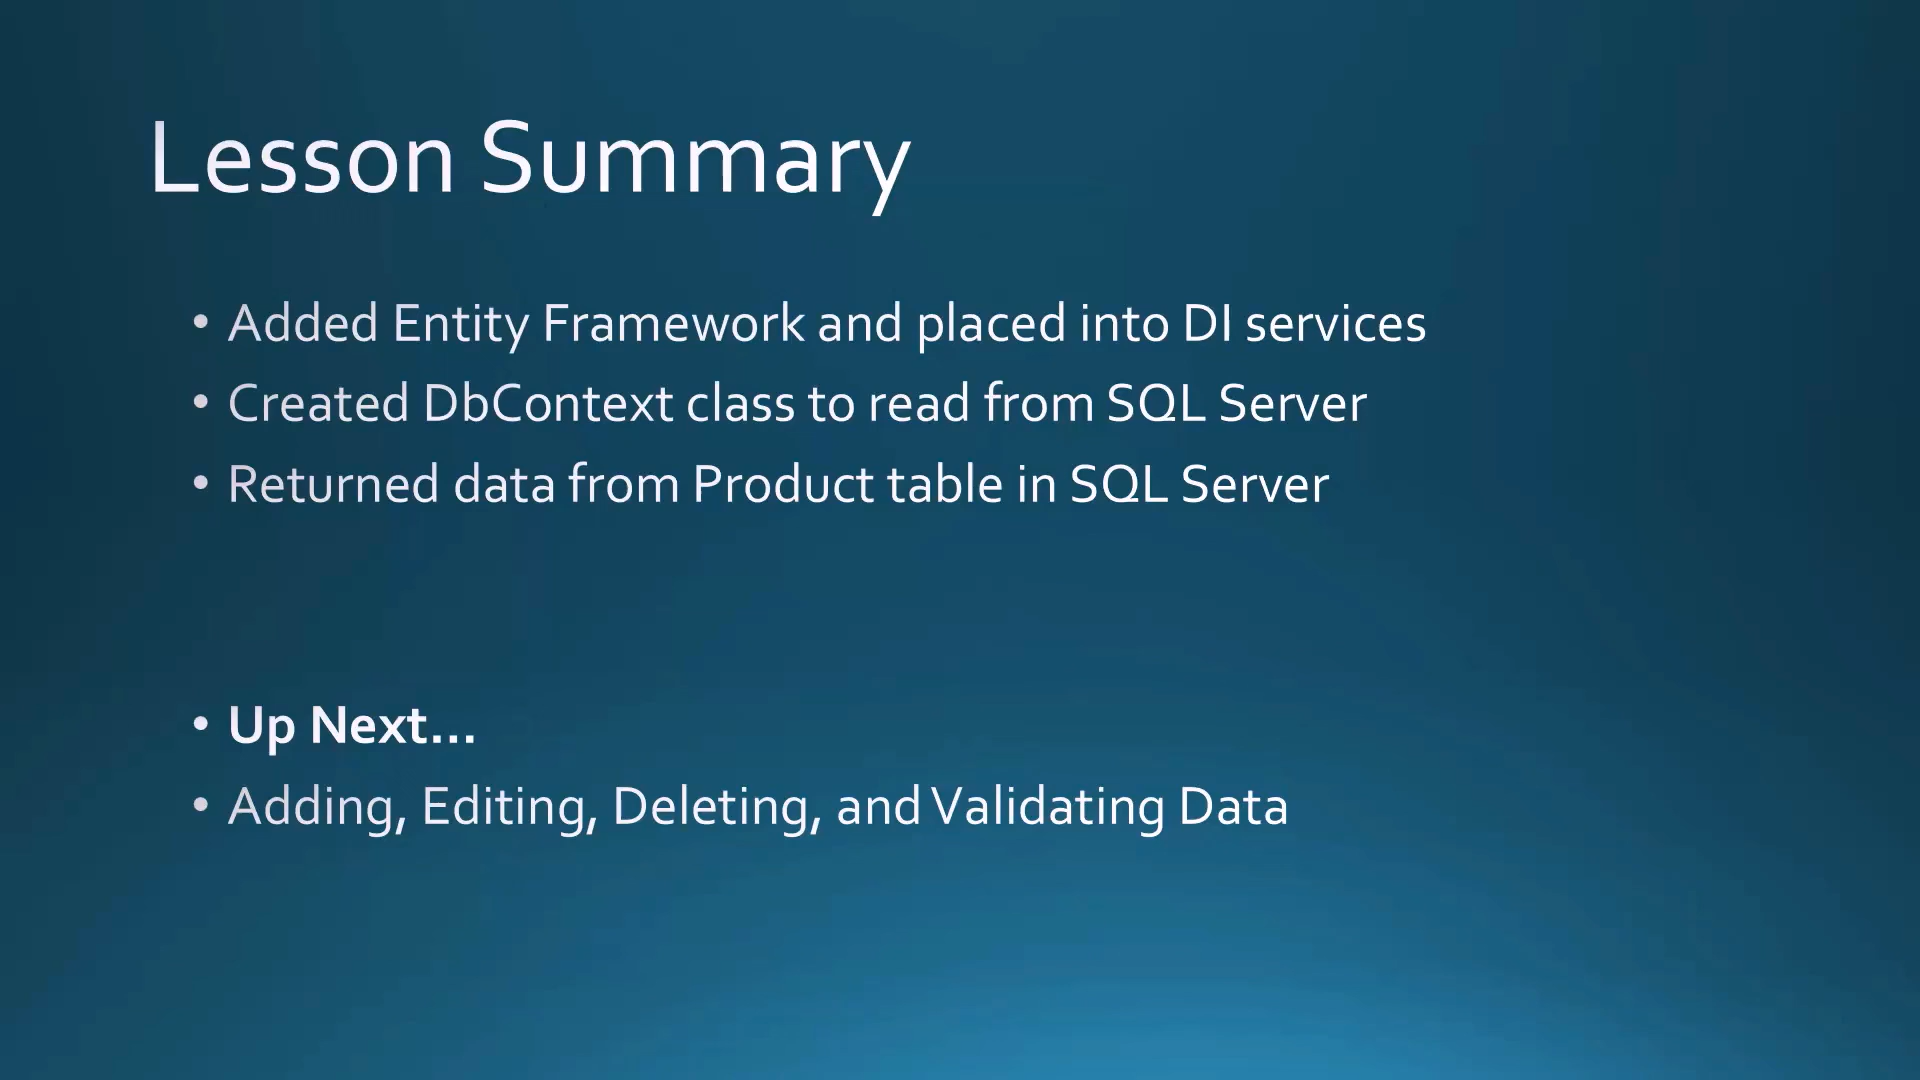 Lesson Summary
• Added Entity Framework and placed into DI services
• Created DbContext class to read from SQL Server
• Returned data from Product table in SQL Server
• Up Next...
• Adding, Editing, Deleting, and Validating Data